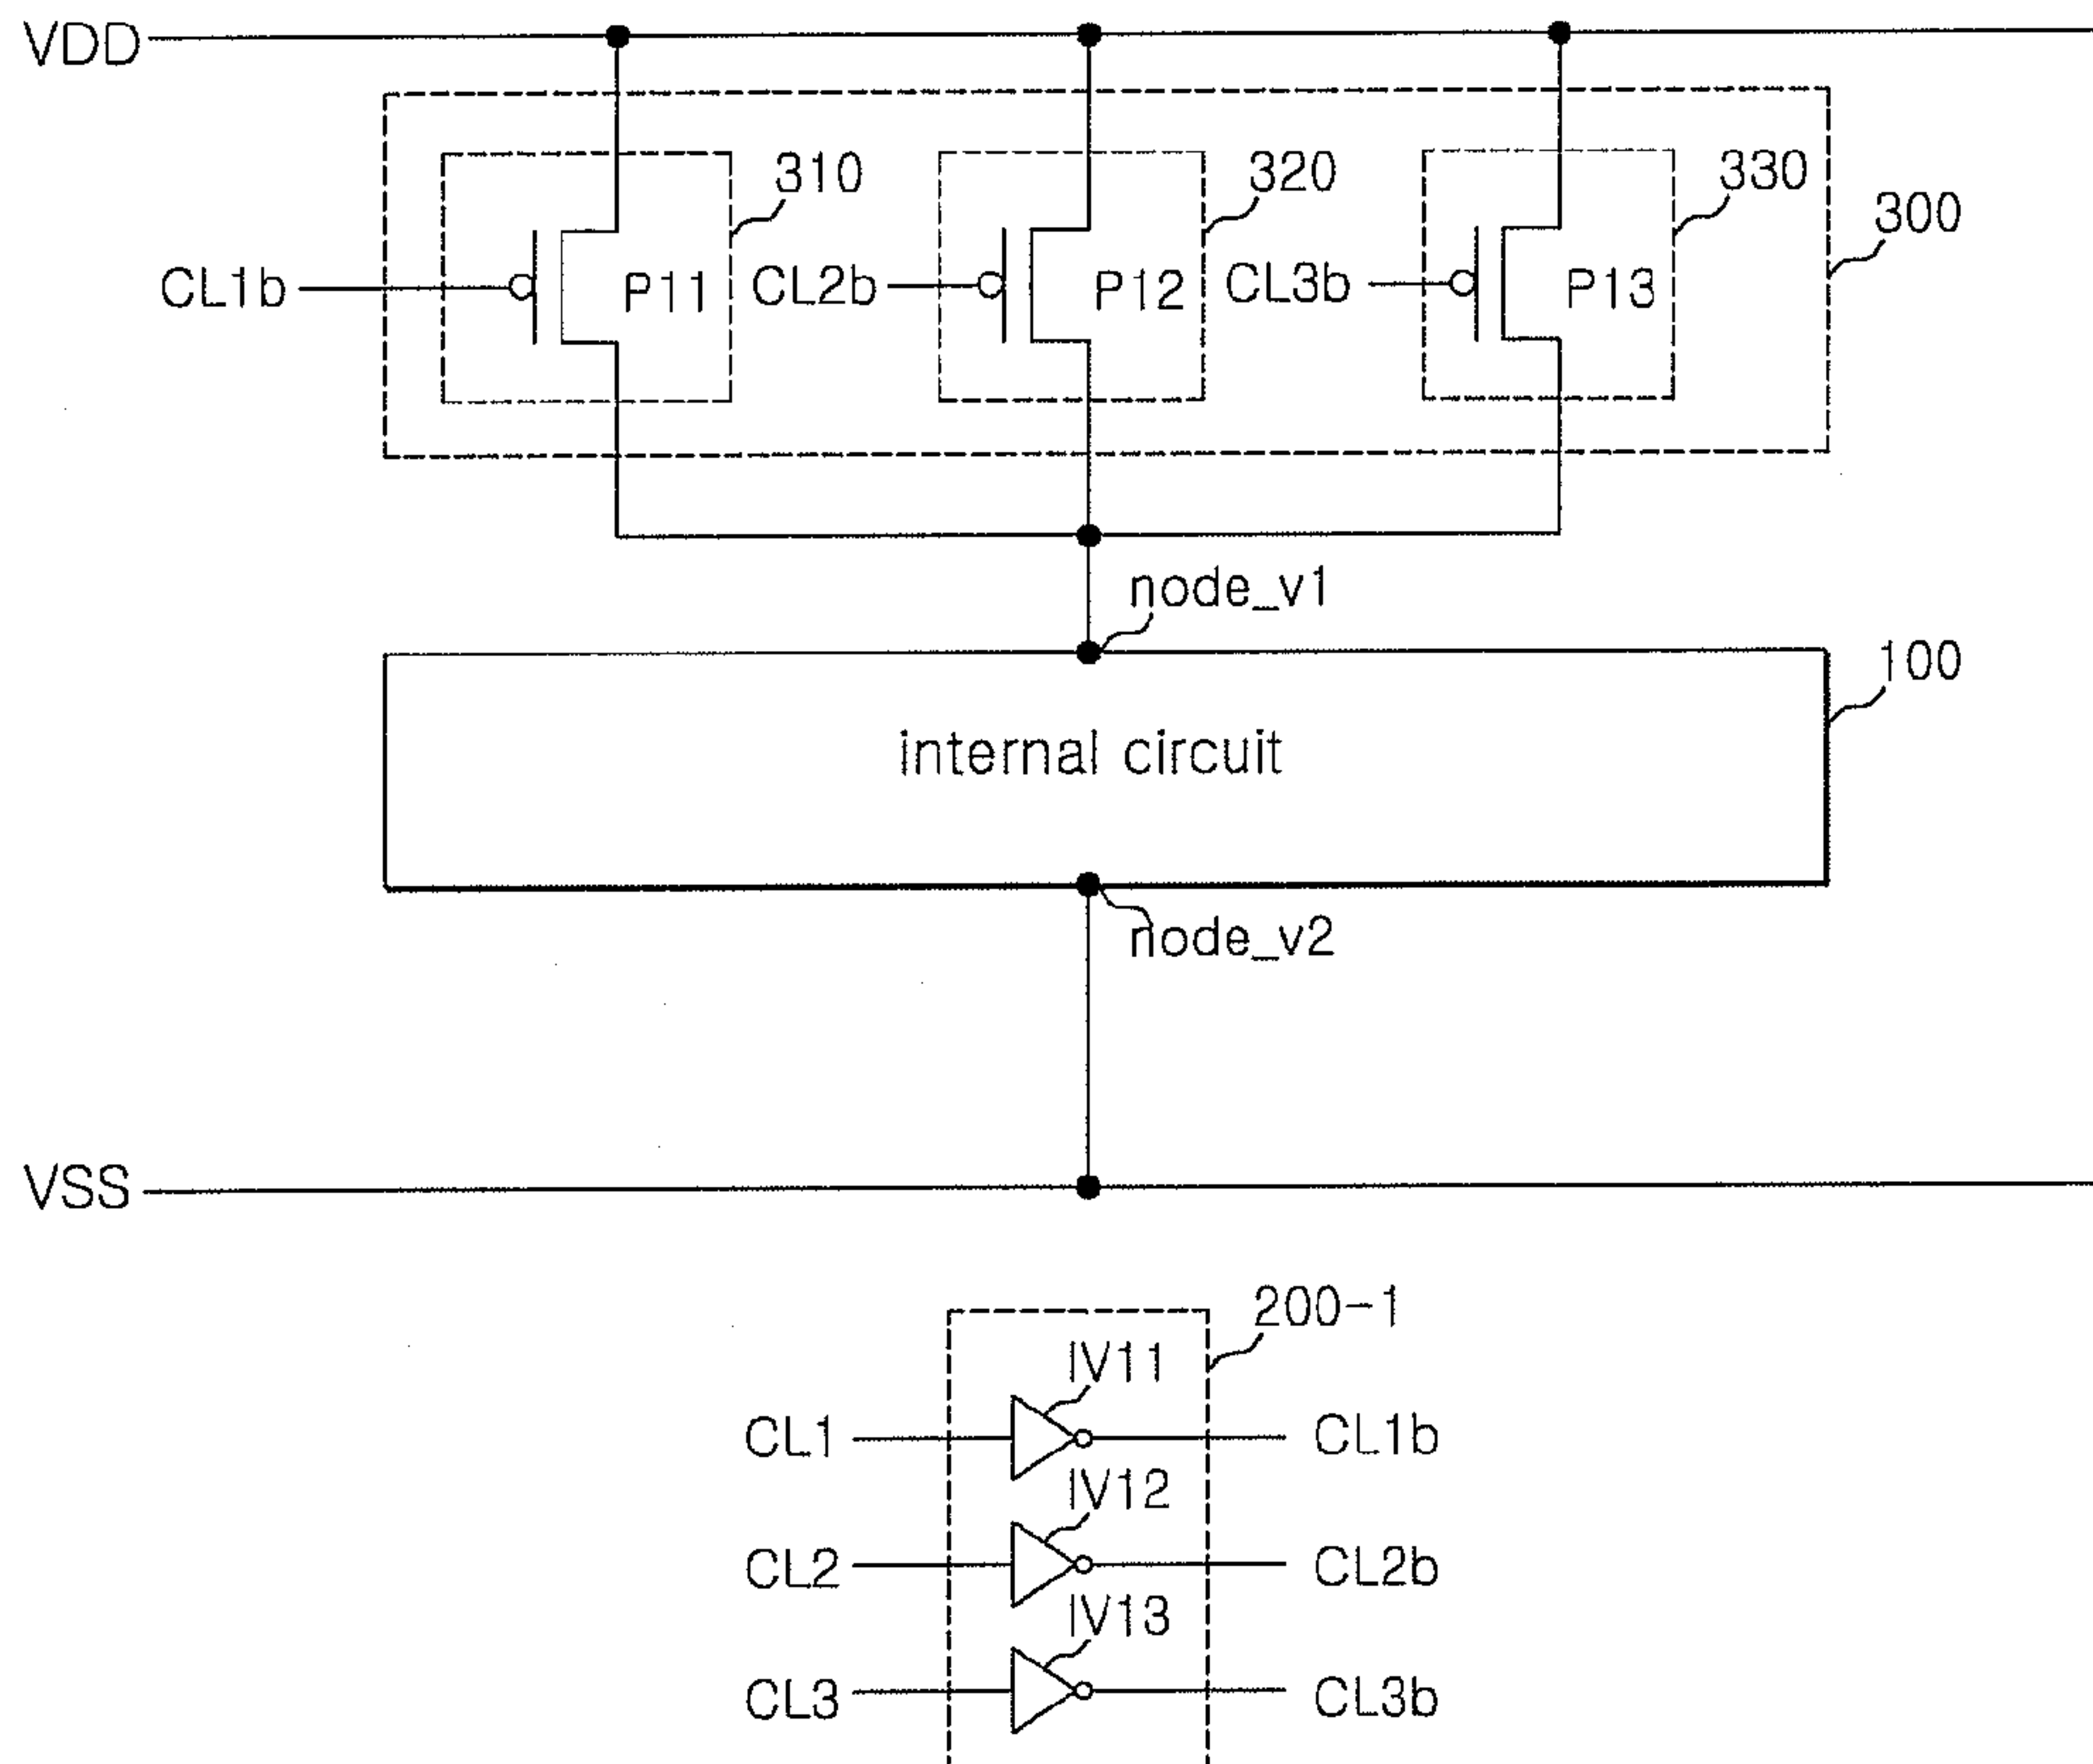 VDD
310
320
330
300
CL1b
P11
CL2b
P12
CL3b
P13
node_v1
100
internal circuit
node_v2
VSS
200-1
IV11
CL1
CL1b
IV12
CL2
CL2b
IV13
CL3
CL3b